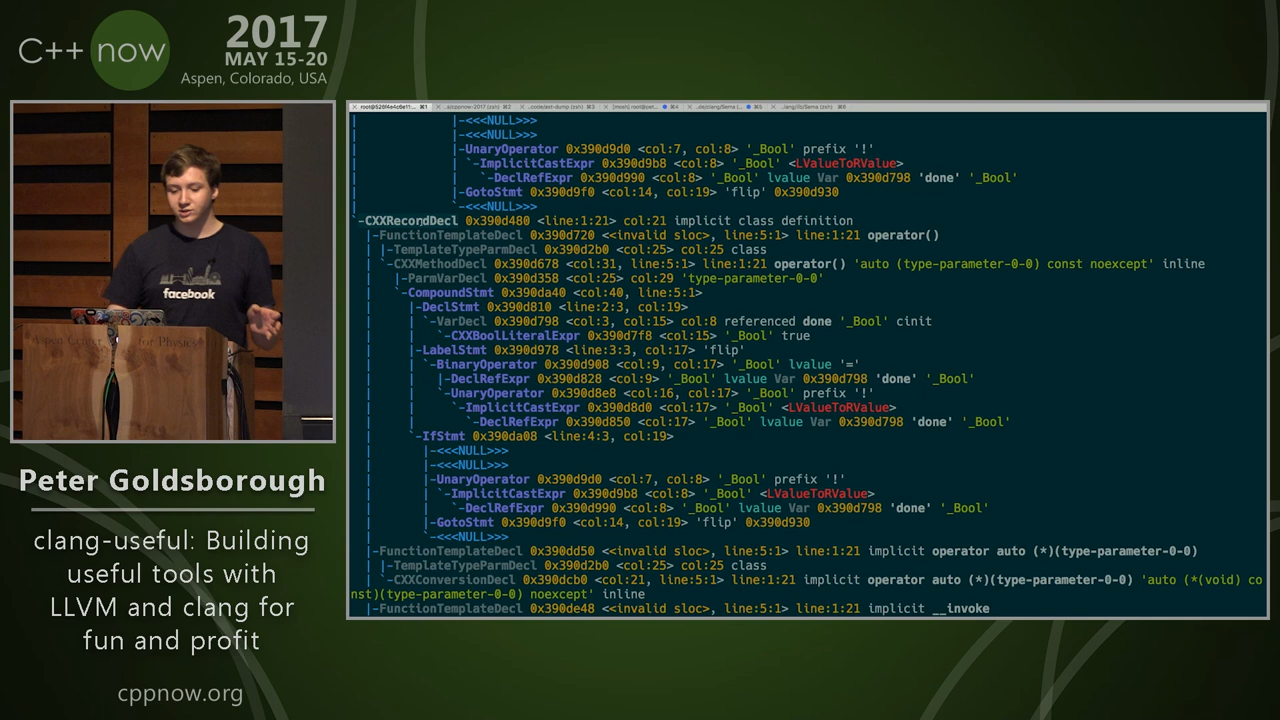 C++ now
2017
MAY 15-20
Aspen, Colorado, USA
facebook
Aspen Center for Physics
Peter Goldsborough
clang-useful: Building
useful tools with
LLVM and clang for
fun and profit
cppnow.org
|-<<<NULL>>>
|-<<<NULL>>>
|-UnaryOperator 0x390d9d0 <col:7, col:8> '_Bool' prefix '!'
| `-ImplicitCastExpr 0x390d9b8 <col:8> '_Bool' <LValueToRValue>
|   `-DeclRefExpr 0x390d990 <col:8> '_Bool' lvalue Var 0x390d798 'done' '_Bool'
|-GotoStmt 0x390d9f0 <col:14, col:19> 'flip' 0x390d930
`-<<<NULL>>>
`-CXXRecordDecl 0x390d480 <line:1:21> col:21 implicit class definition
|-FunctionTemplateDecl 0x390d720 <<invalid sloc>, line:5:1> line:1:21 operator()
| |-TemplateTypeParmDecl 0x390d2b0 <col:25> col:25 class
| `-CXXMethodDecl 0x390d678 <col:31, line:5:1> line:1:21 operator() 'auto (type-parameter-0-0) const noexcept' inline
|   |-ParmVarDecl 0x390d358 <col:25> col:29 'type-parameter-0-0'
|   `-CompoundStmt 0x390da40 <col:40, line:5:1>
|     |-DeclStmt 0x390d810 <line:2:3, col:19>
|     | `-VarDecl 0x390d798 <col:3, col:15> col:8 referenced done '_Bool' cinit
|     |   `-CXXBoolLiteralExpr 0x390d7f8 <col:15> '_Bool' true
|     |-LabelStmt 0x390d978 <line:3:3, col:17> 'flip'
|     | `-BinaryOperator 0x390d908 <col:9, col:17> '_Bool' lvalue '='
|     |   |-DeclRefExpr 0x390d828 <col:9> '_Bool' lvalue Var 0x390d798 'done' '_Bool'
|     |   `-UnaryOperator 0x390d8e8 <col:16, col:17> '_Bool' prefix '!'
|     |     `-ImplicitCastExpr 0x390d8d0 <col:17> '_Bool' <LValueToRValue>
|     |       `-DeclRefExpr 0x390d850 <col:17> '_Bool' lvalue Var 0x390d798 'done' '_Bool'
|     `-IfStmt 0x390da08 <line:4:3, col:19>
|       |-<<<NULL>>>
|       |-<<<NULL>>>
|       |-UnaryOperator 0x390d9d0 <col:7, col:8> '_Bool' prefix '!'
|       | `-ImplicitCastExpr 0x390d9b8 <col:8> '_Bool' <LValueToRValue>
|       |   `-DeclRefExpr 0x390d990 <col:8> '_Bool' lvalue Var 0x390d798 'done' '_Bool'
|       |-GotoStmt 0x390d9f0 <col:14, col:19> 'flip' 0x390d930
|       `-<<<NULL>>>
|-FunctionTemplateDecl 0x390dd50 <<invalid sloc>, line:5:1> line:1:21 implicit operator auto (*)(type-parameter-0-0)
| |-TemplateTypeParmDecl 0x390d2b0 <col:25> col:25 class
| `-CXXConversionDecl 0x390dcb0 <col:21, line:5:1> line:1:21 implicit operator auto (*)(type-parameter-0-0) 'auto (*(void) co
nst)(type-parameter-0-0) noexcept' inline
|-FunctionTemplateDecl 0x390de48 <<invalid sloc>, line:5:1> line:1:21 implicit __invoke